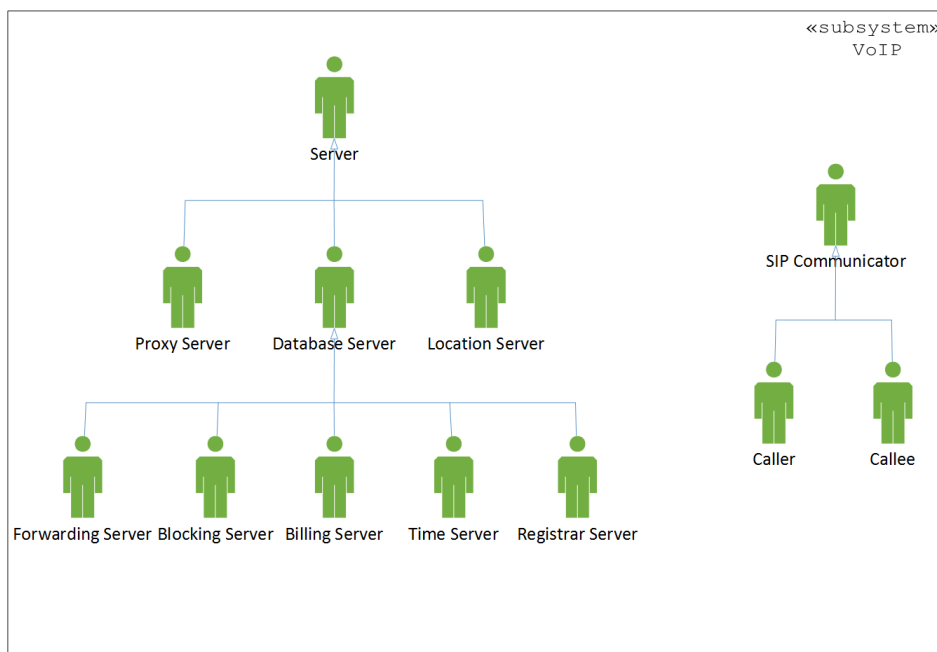 «subsystem»
VoIP
Server
SIP Communicator
Proxy Server
Database Server
Location Server
Caller
Callee
Forwarding Server
Blocking Server
Billing Server
Time Server
Registrar Server